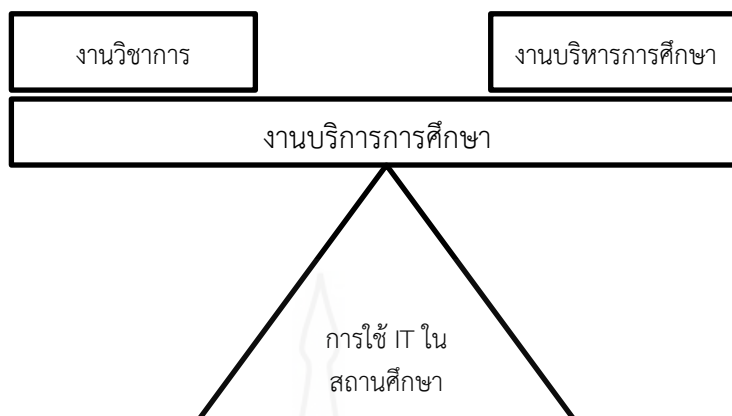 งานวิชาการ
งานบริหารการศึกษา
งานบริการการศึกษา
การใช้ IT ใน
สถานศึกษา